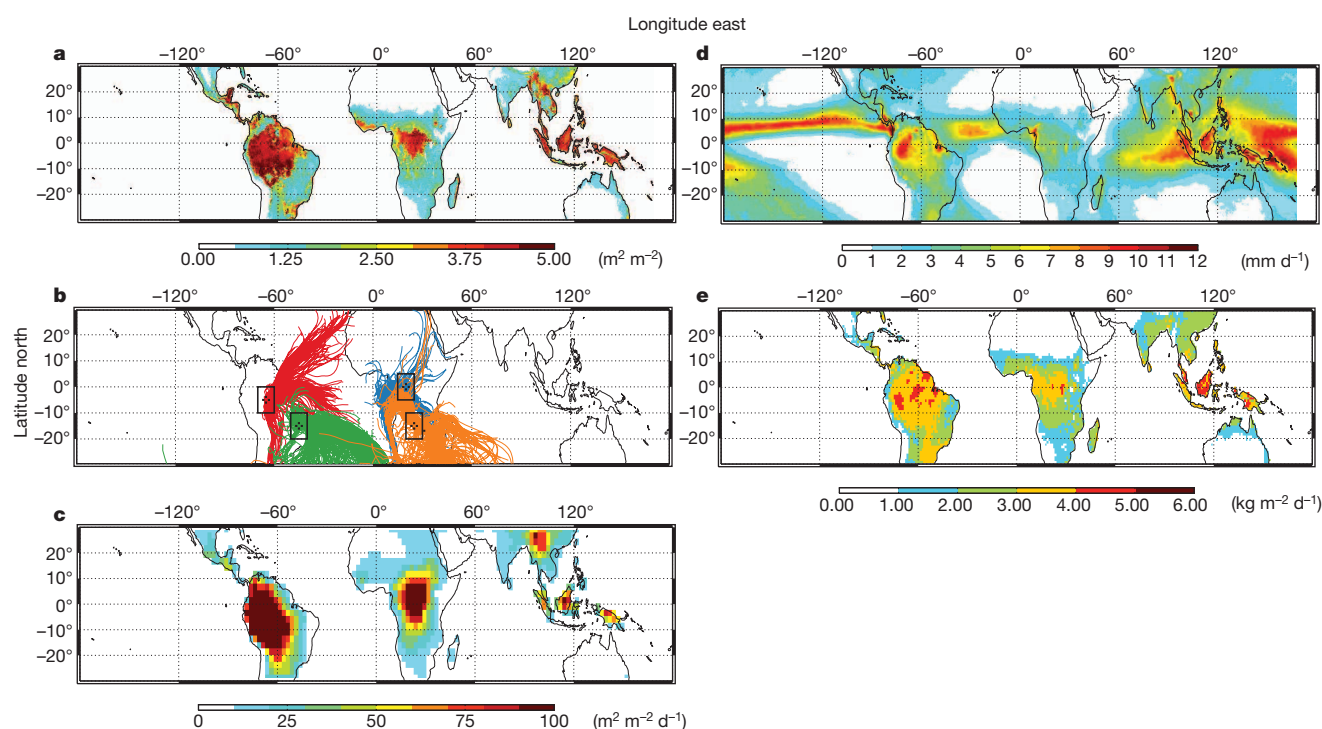 Longitude east
a
−120° −60° 0° 60° 120°
20°
10°
0°
−10°
−20°
0.00 1.25 2.50 3.75 5.00 (m² m⁻²)
d
−120° −60° 0° 60° 120°
20°
10°
0°
−10°
−20°
0 1 2 3 4 5 6 7 8 9 10 11 12 (mm d⁻¹)
Latitude north
b
−120° −60° 0° 60° 120°
20°
10°
0°
−10°
−20°
e
−120° −60° 0° 60° 120°
20°
10°
0°
−10°
−20°
0.00 1.00 2.00 3.00 4.00 5.00 6.00 (kg m⁻² d⁻¹)
c
−120° −60° 0° 60° 120°
20°
10°
0°
−10°
−20°
0 25 50 75 100 (m² m⁻² d⁻¹)